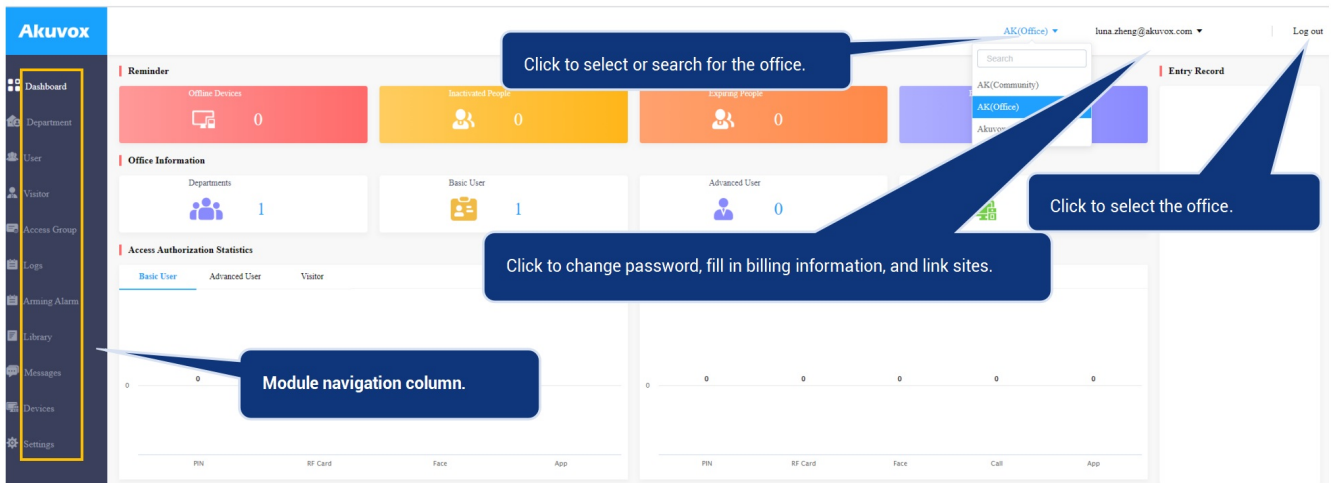 Akuvox
AK(Office)
luna.zheng@akuvox.com
Log out
Click to select or search for the office.
Search
AK(Community)
AK(Office)
Reminder
Offline Devices
0
Inactivated People
0
Expiring People
0
Entry Record
Dashboard
Department
User
Visitor
Access Group
Logs
Arming Alarm
Library
Messages
Devices
Settings
Office Information
Departments
1
Basic User
1
Advanced User
0
Click to select the office.
Click to change password, fill in billing information, and link sites.
Access Authorization Statistics
Basic User Advanced User Visitor
Module navigation column.
0 0
0 0 0 0 0 0
PIN RF Card Face App
PIN RF Card Face Call App